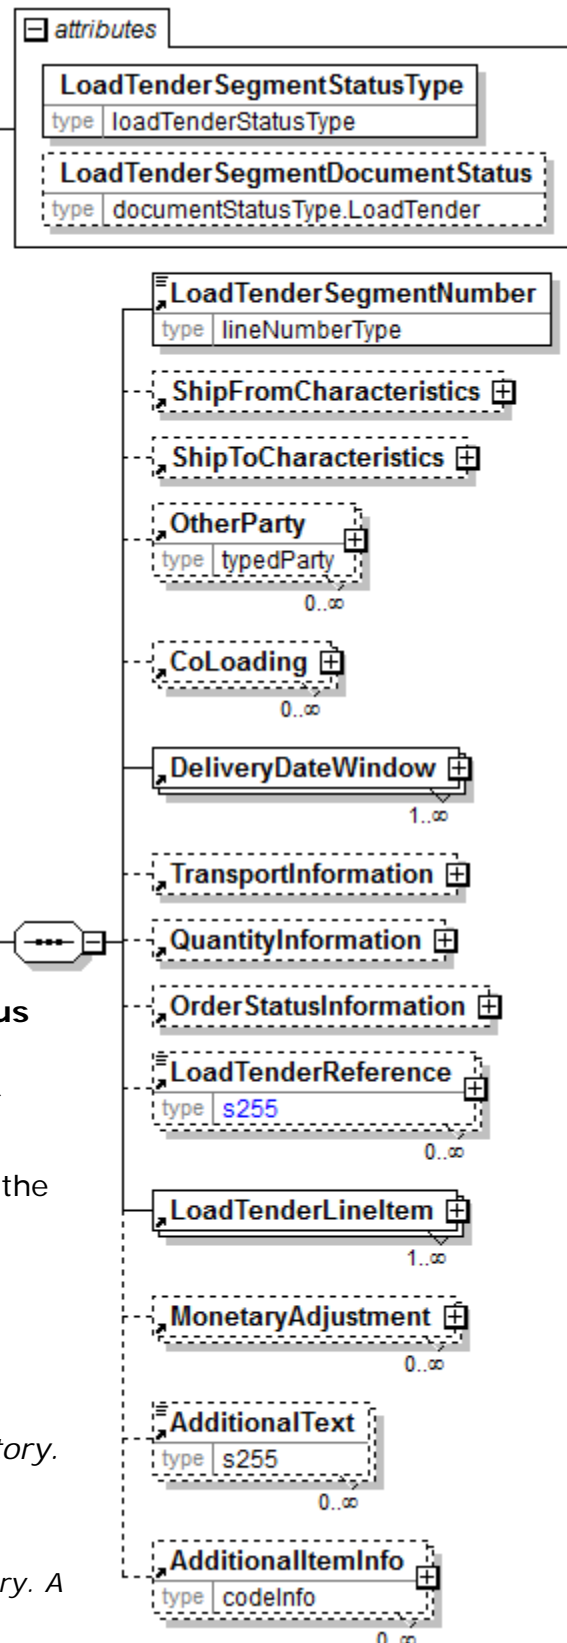 attributes
LoadTenderSegmentStatusType
type loadTenderStatusType
LoadTenderSegmentDocumentStatus
type documentStatusType.LoadTender
LoadTenderSegmentNumber
type lineNumberType
ShipFromCharacteristics
ShipToCharacteristics
OtherParty
type typedParty
0..∞
CoLoading
0..∞
DeliveryDateWindow
1..∞
TransportInformation
QuantityInformation
OrderStatusInformation
us
LoadTenderReference
type s255
0..∞
the
LoadTenderLineItem
1..∞
MonetaryAdjustment
0..∞
AdditionalText
tory.
type s255
0..∞
AdditionalItemInfo
ry. A
type codeInfo
0..∞